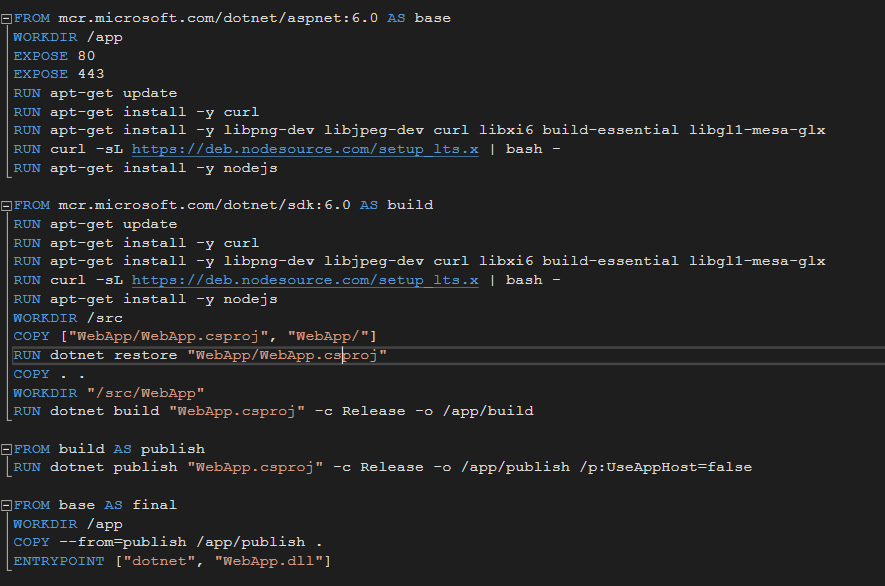 FROM mcr.microsoft.com/dotnet/aspnet:6.0 AS base
WORKDIR /app
EXPOSE 80
EXPOSE 443
RUN apt-get update
RUN apt-get install -y curl
RUN apt-get install -y libpng-dev libjpeg-dev curl libxi6 build-essential libgl1-mesa-glx
RUN curl -sL https://deb.nodesource.com/setup_lts.x | bash -
RUN apt-get install -y nodejs

FROM mcr.microsoft.com/dotnet/sdk:6.0 AS build
RUN apt-get update
RUN apt-get install -y curl
RUN apt-get install -y libpng-dev libjpeg-dev curl libxi6 build-essential libgl1-mesa-glx
RUN curl -sL https://deb.nodesource.com/setup_lts.x | bash -
RUN apt-get install -y nodejs
WORKDIR /src
COPY ["WebApp/WebApp.csproj", "WebApp/"]
RUN dotnet restore "WebApp/WebApp.csproj"
COPY . .
WORKDIR "/src/WebApp"
RUN dotnet build "WebApp.csproj" -c Release -o /app/build

FROM build AS publish
RUN dotnet publish "WebApp.csproj" -c Release -o /app/publish /p:UseAppHost=false

FROM base AS final
WORKDIR /app
COPY --from=publish /app/publish .
ENTRYPOINT ["dotnet", "WebApp.dll"]